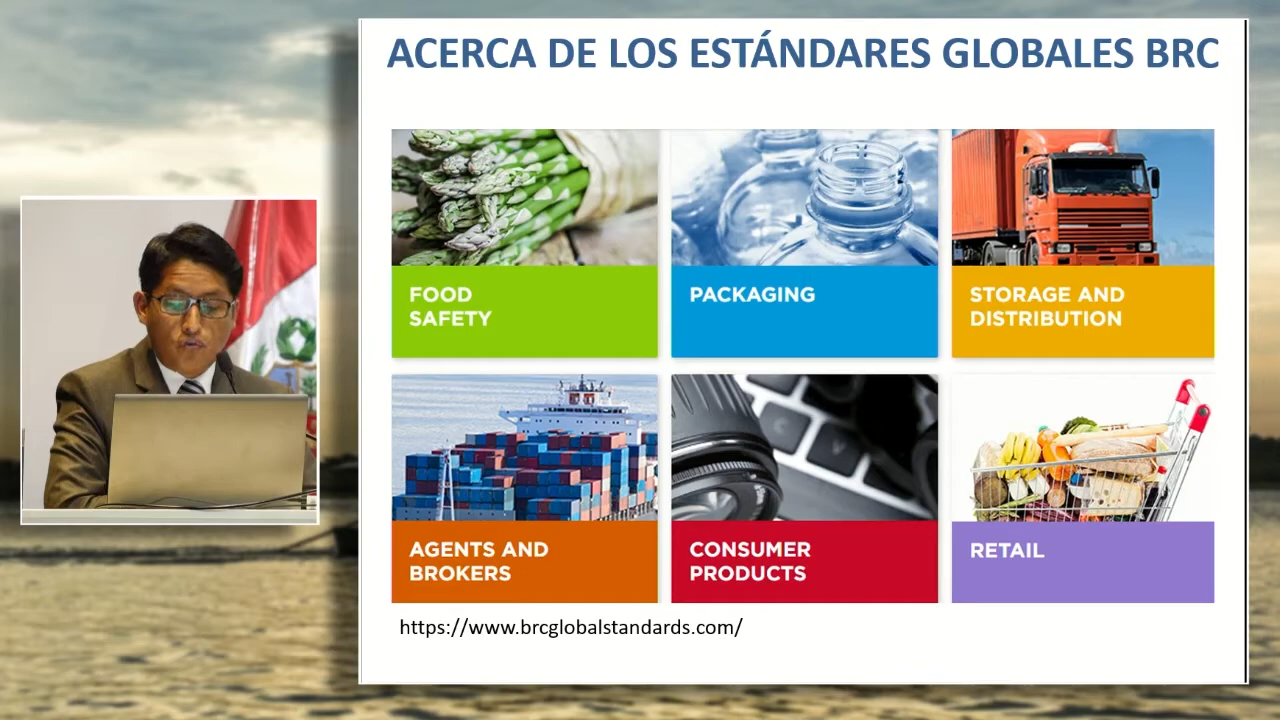 ACERCA DE LOS ESTÁNDARES GLOBALES BRC
FOOD
SAFETY
PACKAGING
STORAGE AND
DISTRIBUTION
AGENTS AND
BROKERS
CONSUMER
PRODUCTS
RETAIL
https://www.brcglobalstandards.com/